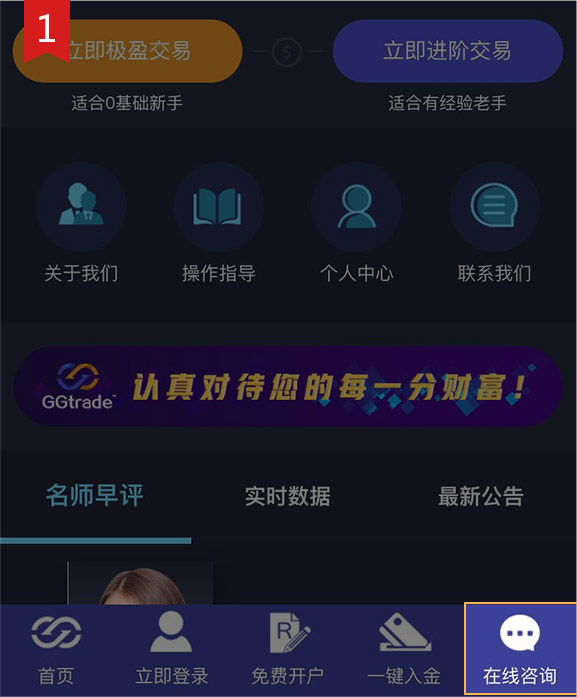 1
立即极盈交易
立即进阶交易
适合0基础新手
适合有经验老手
关于我们
操作指导
个人中心
联系我们
GGtrade™
认真对待您的每一分财富！
名师早评
实时数据
最新公告
R
首页
立即登录
免费开户
一键入金
在线咨询